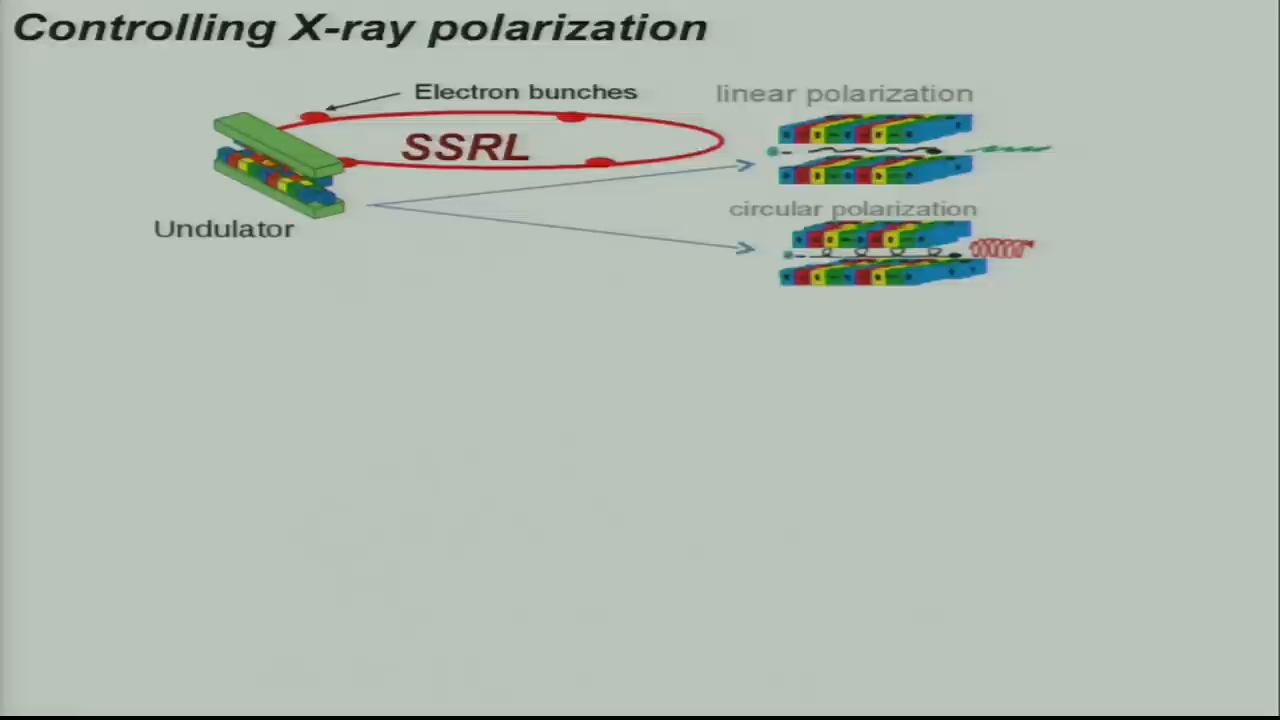 Controlling X-ray polarization
Electron bunches
linear polarization
SSRL
circular polarization
Undulator